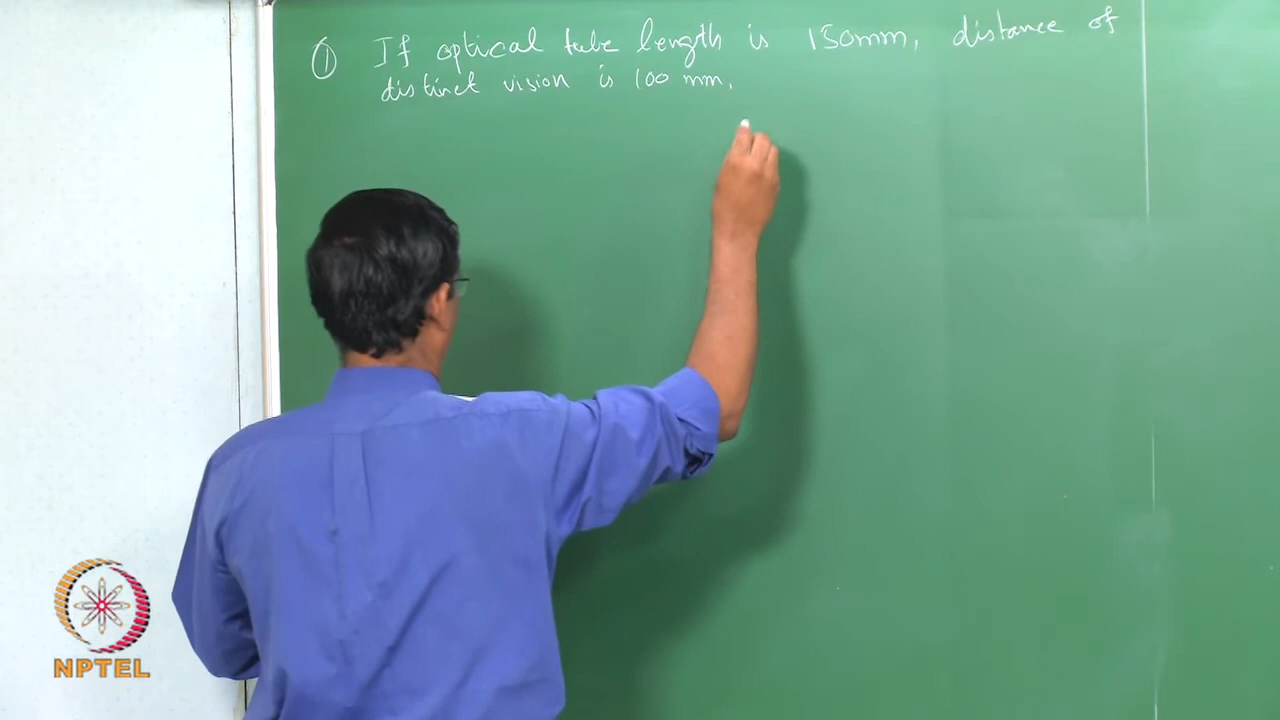 ① If optical tube length is 150mm, distance of
distinct vision is 100 mm.
NPTEL